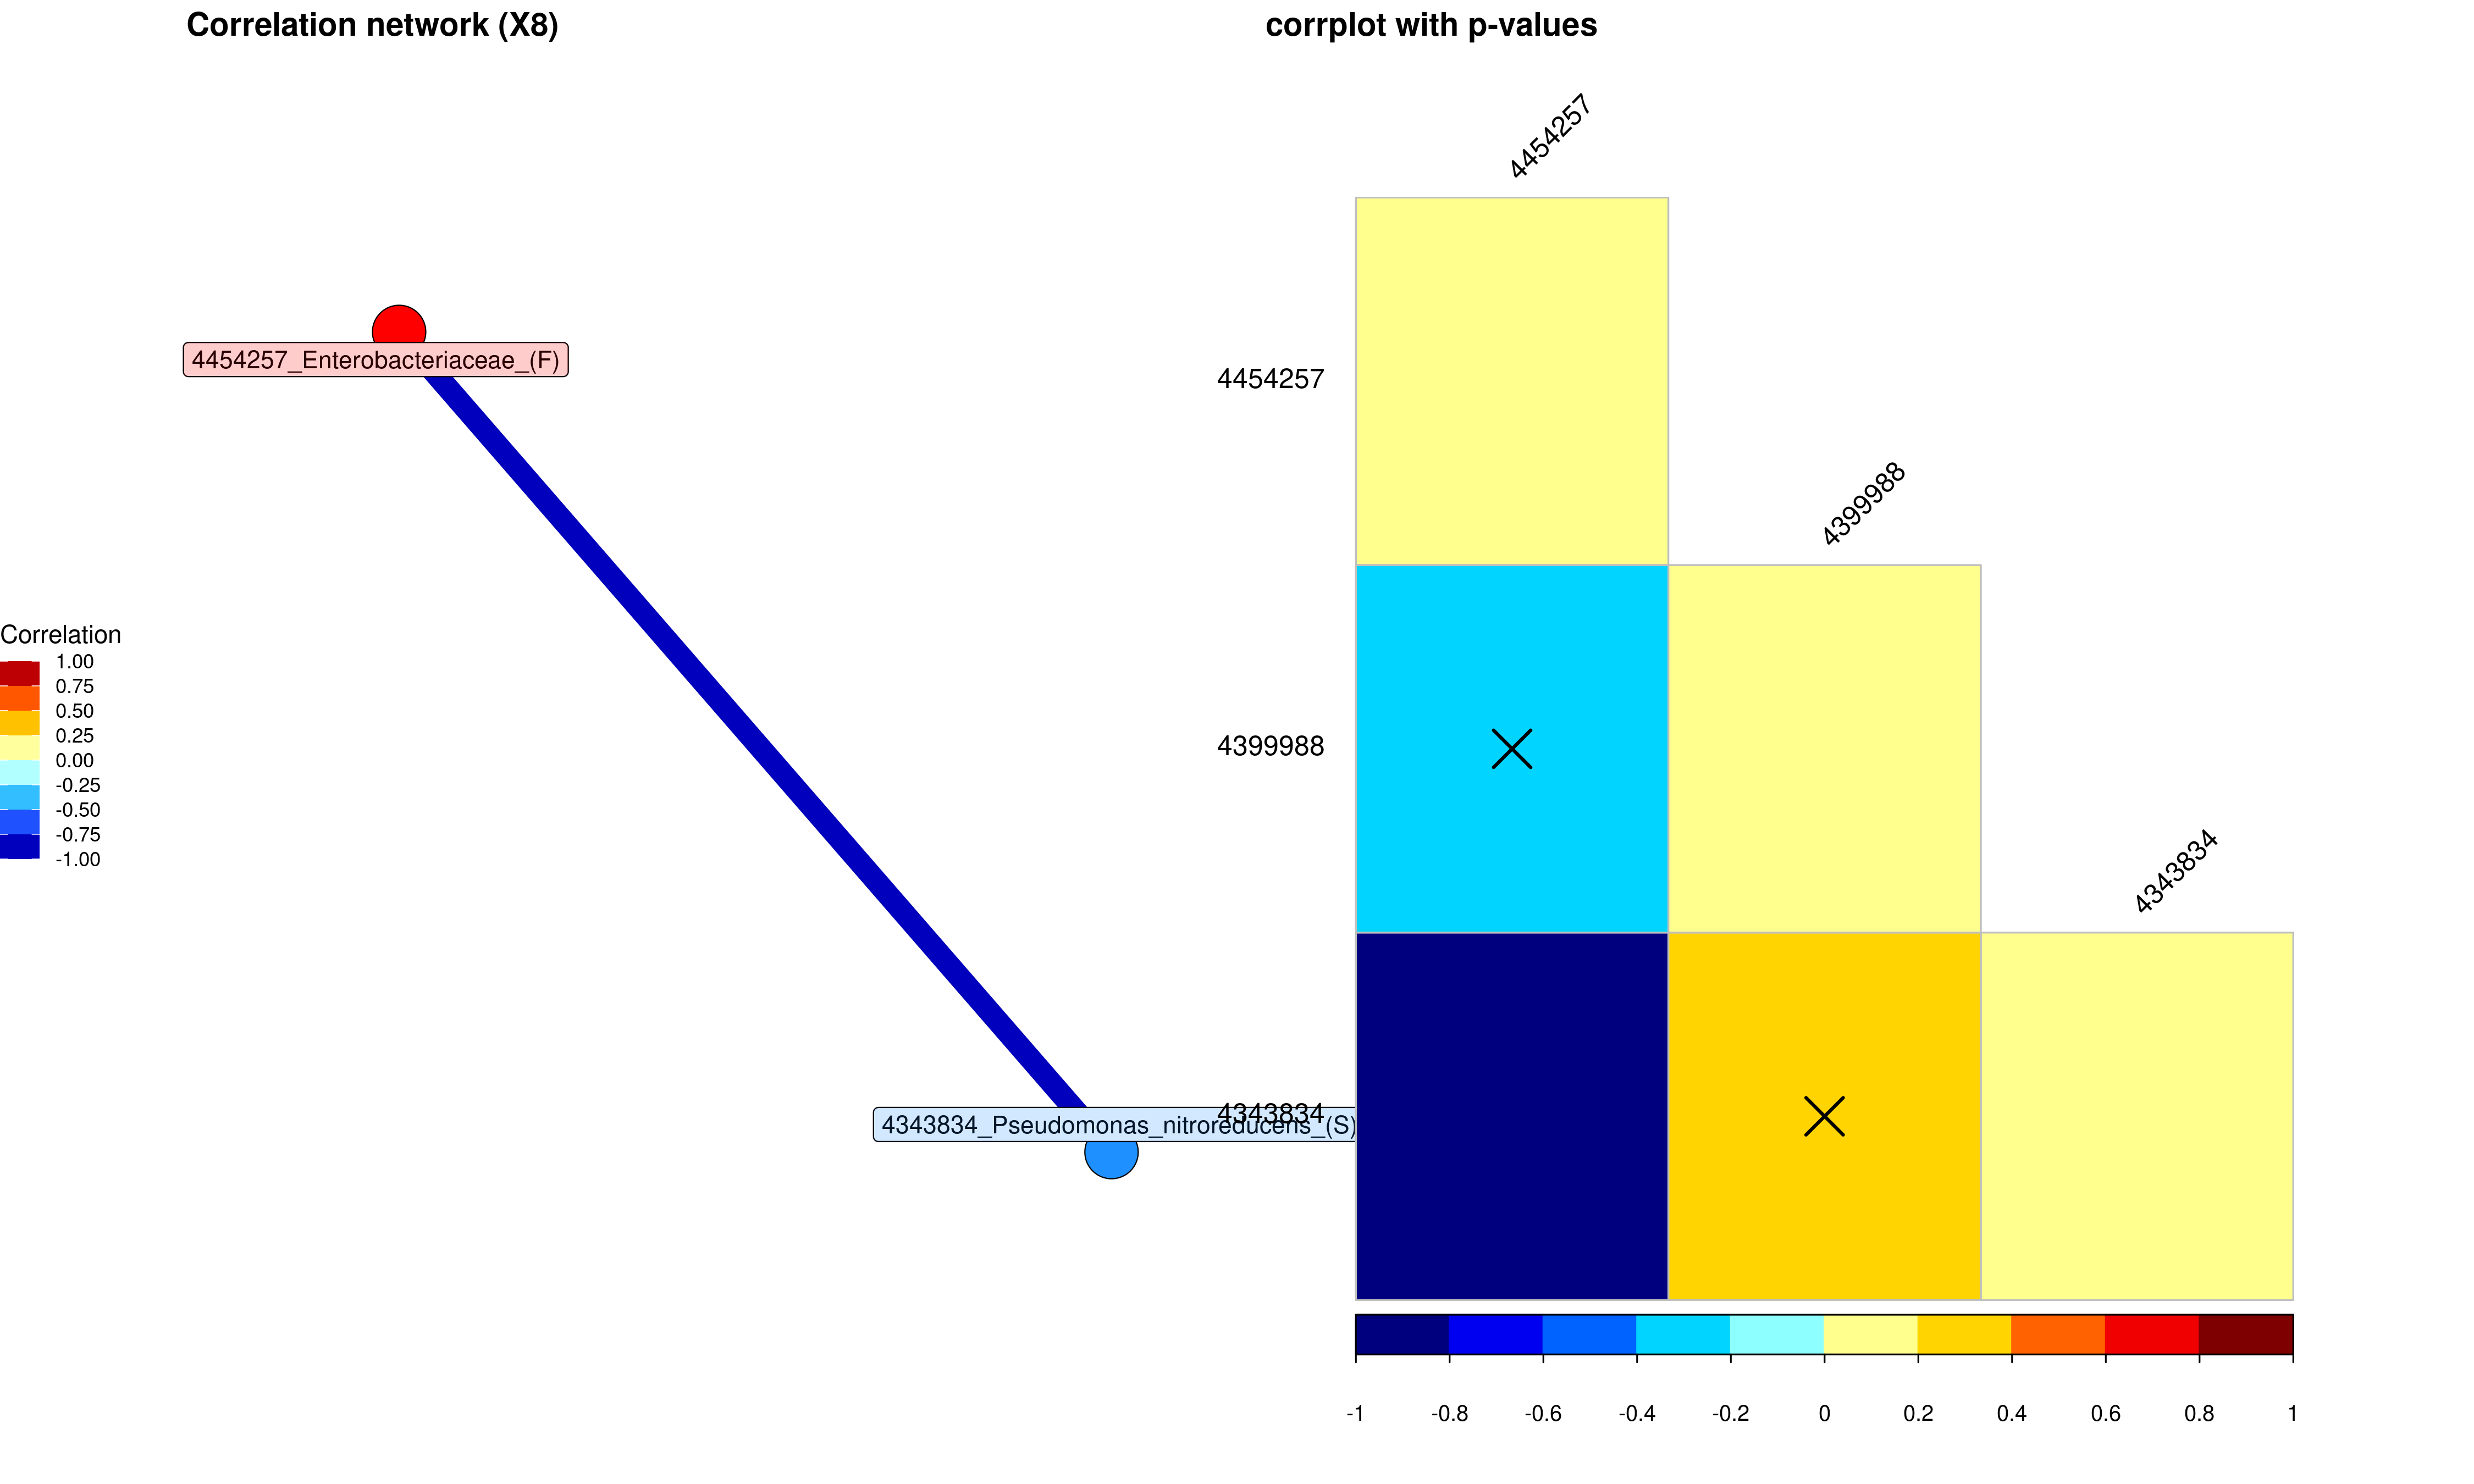 Correlation network (X8)
4454257_Enterobacteriaceae_(F)
Correlation
1.00
0.75
0.50
0.25
0.00
-0.25
-0.50
-0.75
-1.00
4343834_Pseudomonas_nitroreducens_(S)
corrplot with p-values
4454257
4399988
4343834
4454257
4399988
4343834
-1 -0.8 -0.6 -0.4 -0.2 0 0.2 0.4 0.6 0.8 1